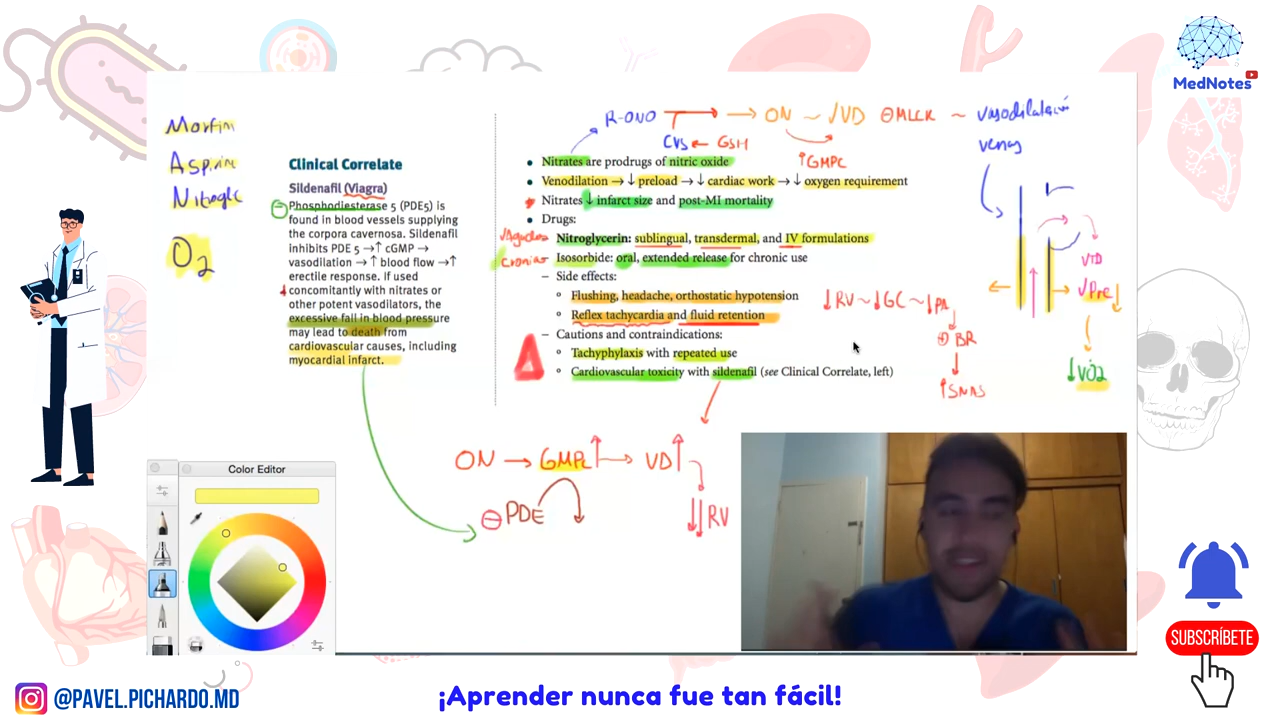 MedNotes
Morfin
Aspirin
Nitroglc
O2
Clinical Correlate
Sildenafil (Viagra)
Phosphodiesterase 5 (PDE5) is
found in blood vessels supplying
the corpora cavernosa. Sildenafil
inhibits PDE 5 →↑ cGMP →
vasodilation →↑ blood flow →↑
erectile response. If used
concomitantly with nitrates or
other potent vasodilators, the
excessive fall in blood pressure
may lead to death from
cardiovascular causes, including
myocardial infarct.
R-ONO → ON ~ √VD ⊖MLCK ~ vasodilatación
CVS ← GSH
↑GMPC
venas
• Nitrates are prodrugs of nitric oxide
• Venodilation → ↓ preload → ↓ cardiac work → ↓ oxygen requirement
• Nitrates ↓ infarct size and post-MI mortality
• Drugs:
Nitroglycerin: sublingual, transdermal, and IV formulations
Isosorbide: oral, extended release for chronic use
– Side effects:
° Flushing, headache, orthostatic hypotension
° Reflex tachycardia and fluid retention
– Cautions and contraindications:
° Tachyphylaxis with repeated use
° Cardiovascular toxicity with sildenafil (see Clinical Correlate, left)
↓RV ~ ↓GC ~ ↓PA
⊕ BR
↑SNAS
VTD
↓Pre↓
↓VO2
ON → GMPc↑ → VD↑
⊖ PDE
↓↓RV
Color Editor
SUBSCRÍBETE
@PAVEL.PICHARDO.MD
¡Aprender nunca fue tan fácil!